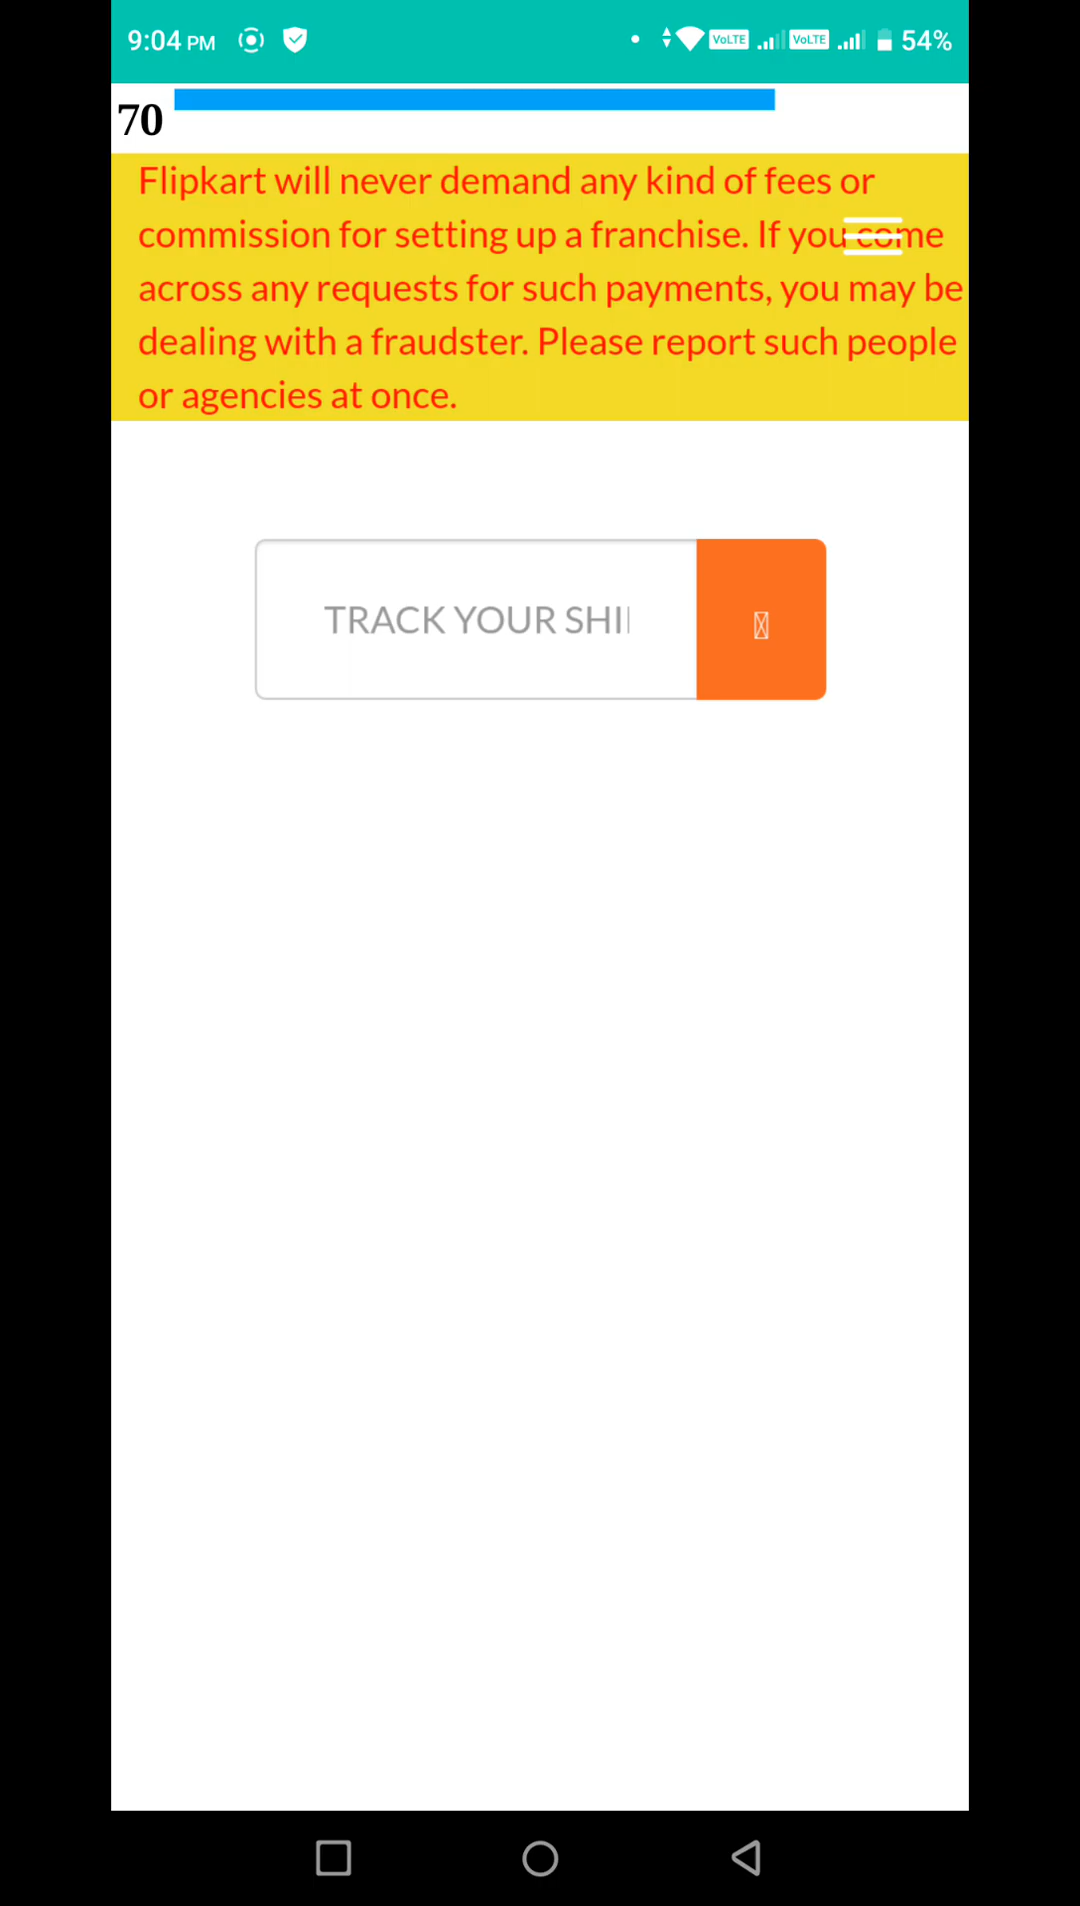 9:04 PM VoLTE VoLTE 54%
70
Flipkart will never demand any kind of fees or
commission for setting up a franchise. If you come
across any requests for such payments, you may be
dealing with a fraudster. Please report such people
or agencies at once.
TRACK YOUR SHI